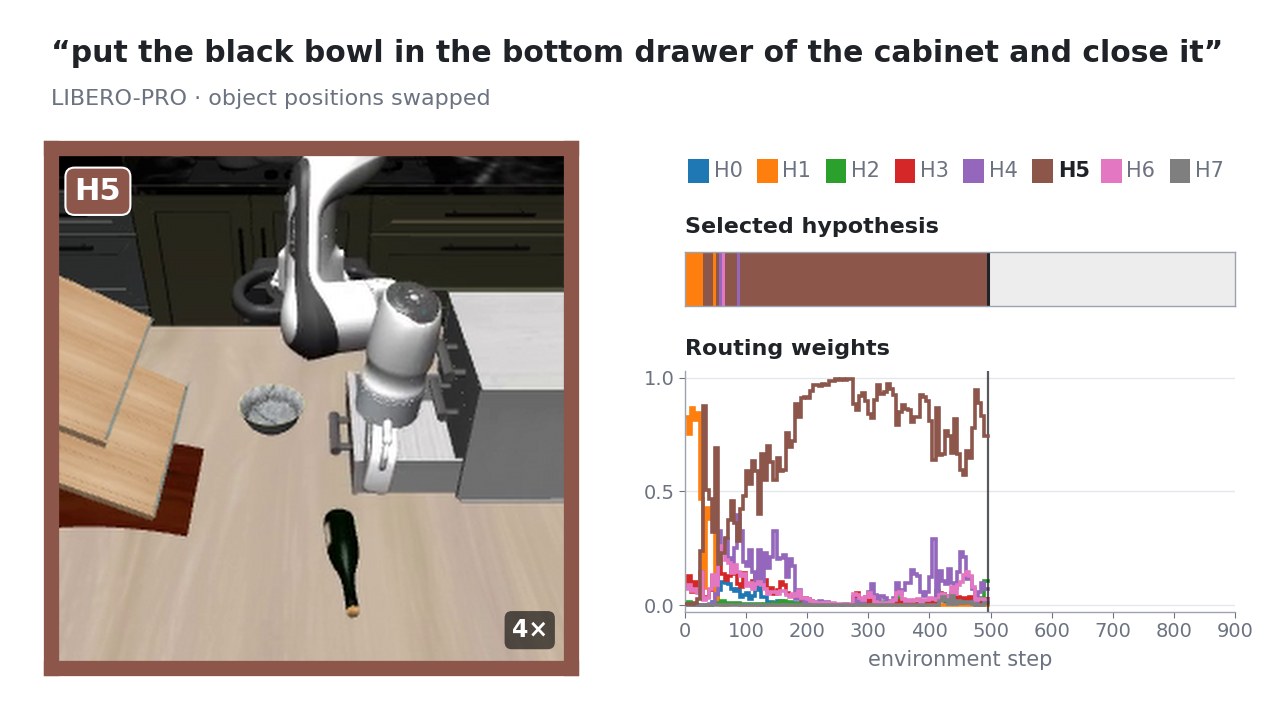 “put the black bowl in the bottom drawer of the cabinet and close it”
LIBERO-PRO · object positions swapped
H5
4×
H0 H1 H2 H3 H4 H5 H6 H7
Selected hypothesis
Routing weights
1.0
0.5
0.0
0 100 200 300 400 500 600 700 800 900
environment step